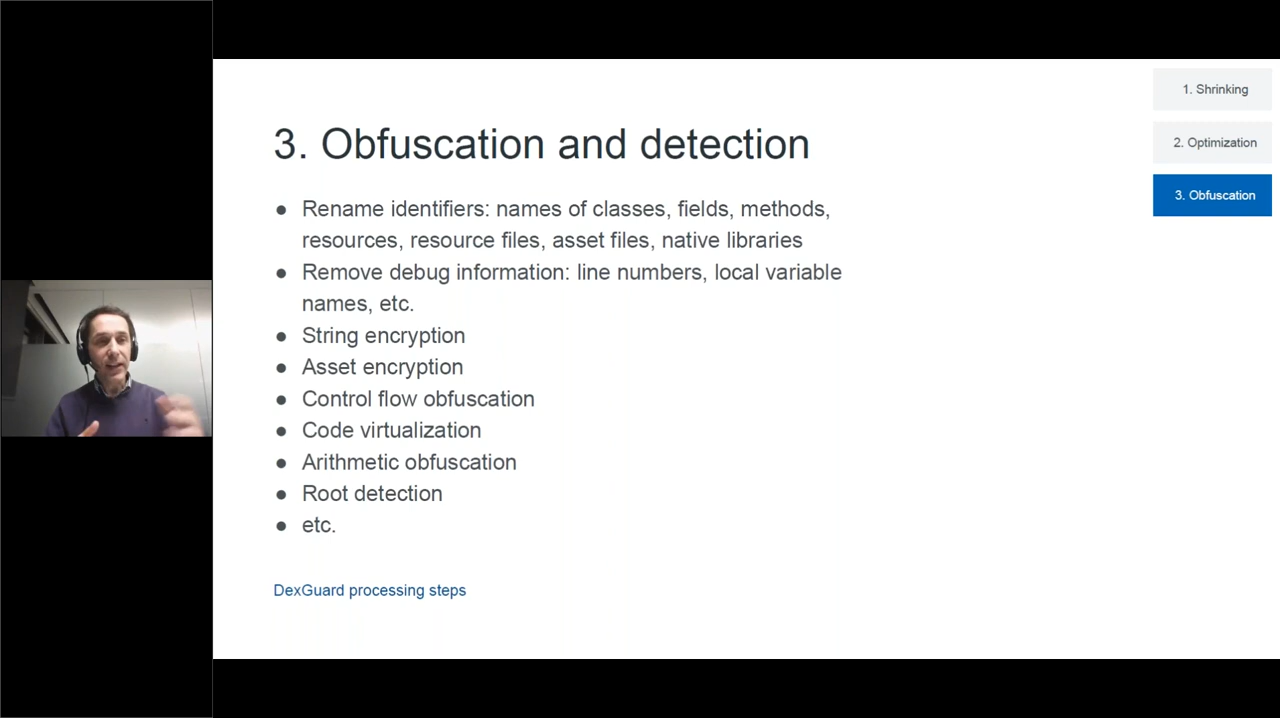 3. Obfuscation and detection
● Rename identifiers: names of classes, fields, methods,
resources, resource files, asset files, native libraries
● Remove debug information: line numbers, local variable
names, etc.
● String encryption
● Asset encryption
● Control flow obfuscation
● Code virtualization
● Arithmetic obfuscation
● Root detection
● etc.
DexGuard processing steps
1. Shrinking
2. Optimization
3. Obfuscation